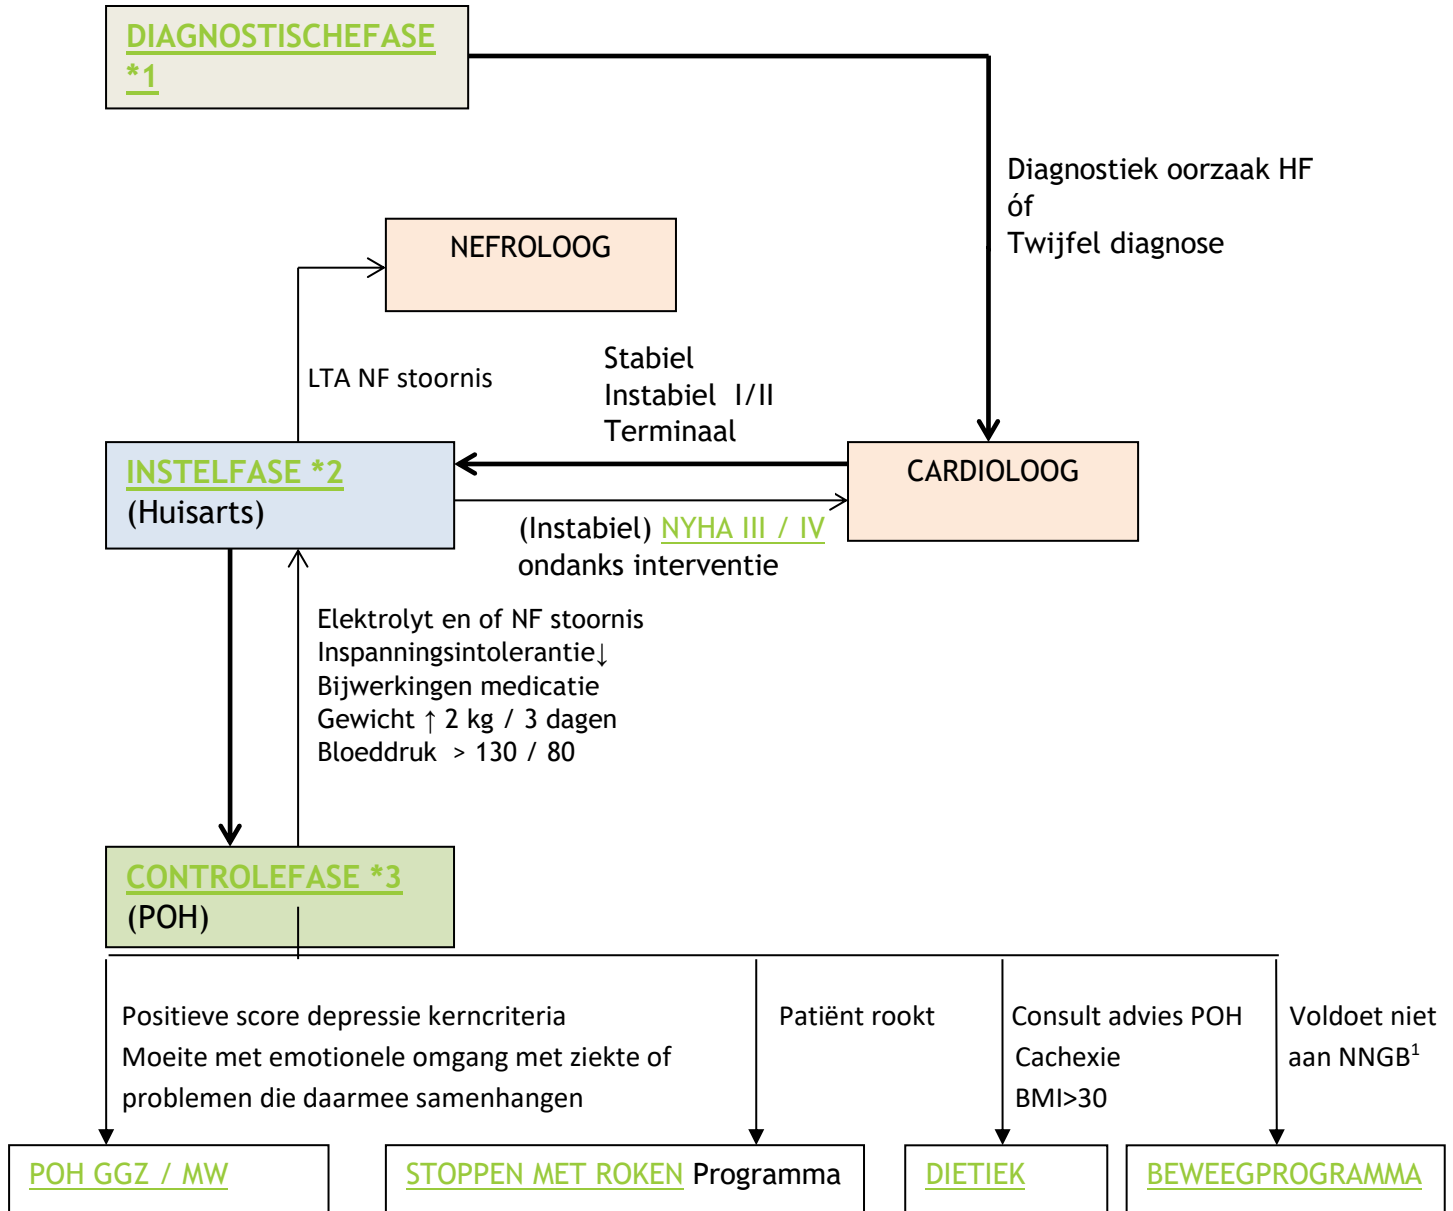 DIAGNOSTISCHEFASE
*1
Diagnostiek oorzaak HF
óf
Twijfel diagnose
NEFROLOOG
LTA NF stoornis
Stabiel
Instabiel I/II
Terminaal
INSTELFASE *2
(Huisarts)
CARDIOLOOG
(Instabiel) NYHA III / IV
ondanks interventie
Elektrolyt en of NF stoornis
Inspanningsintolerantie↓
Bijwerkingen medicatie
Gewicht ↑ 2 kg / 3 dagen
Bloeddruk > 130 / 80
CONTROLEFASE *3
(POH)
Positieve score depressie kerncriteria
Moeite met emotionele omgang met ziekte of
problemen die daarmee samenhangen
Patiënt rookt
Consult advies POH
Cachexie
BMI>30
Voldoet niet
aan NNGB¹
POH GGZ / MW
STOPPEN MET ROKEN Programma
DIETIEK
BEWEEGPROGRAMMA